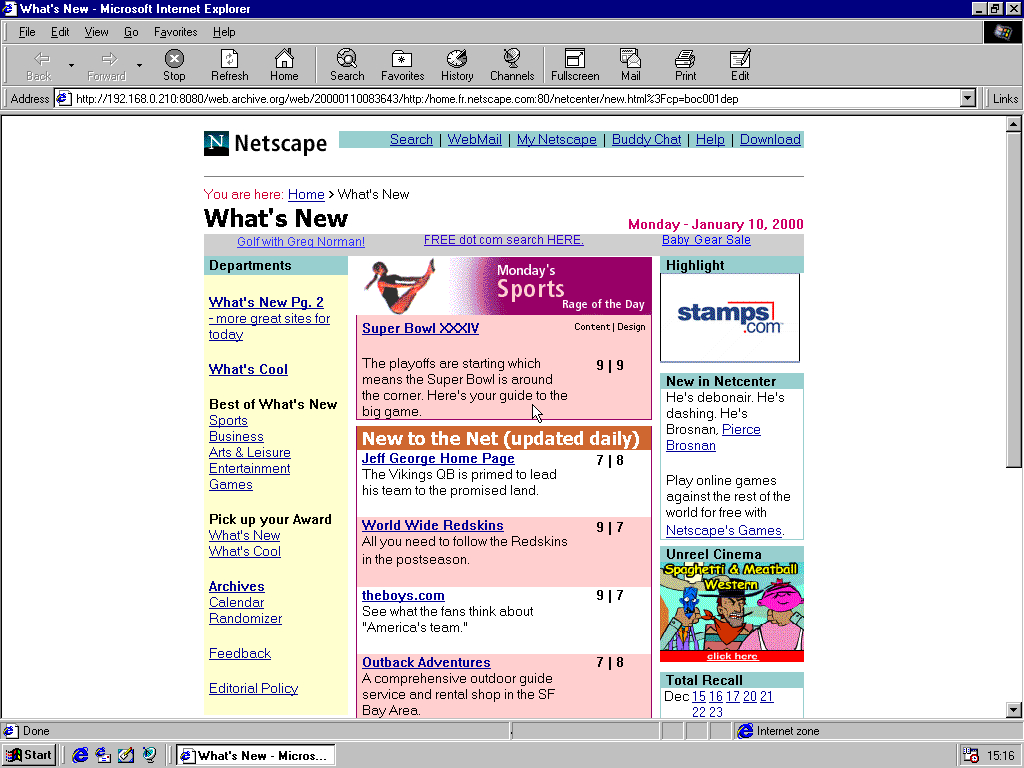 What's New - Microsoft Internet Explorer
File Edit View Go Favorites Help
Back Forward Stop Refresh Home Search Favorites History Channels Fullscreen Mail Print Edit
Address http://192.168.0.210:8080/web.archive.org/web/20000110083643/http:/home.fr.netscape.com:80/netcenter/new.html%3Fcp=boc001dep Links
N Netscape
Search | WebMail | My Netscape | Buddy Chat | Help | Download
You are here: Home > What's New
What's New
Monday - January 10, 2000
Golf with Greg Norman! FREE dot com search HERE. Baby Gear Sale
Departments
What's New Pg. 2
- more great sites for
today
What's Cool
Best of What's New
Sports
Business
Arts & Leisure
Entertainment
Games
Pick up your Award
What's New
What's Cool
Archives
Calendar
Randomizer
Feedback
Editorial Policy
Monday's
Sports
Rage of the Day
Super Bowl XXXIV Content | Design
The playoffs are starting which 9 | 9
means the Super Bowl is around
the corner. Here's your guide to the
big game.
New to the Net (updated daily)
Jeff George Home Page 7 | 8
The Vikings QB is primed to lead
his team to the promised land.
World Wide Redskins 9 | 7
All you need to follow the Redskins
in the postseason.
theboys.com 9 | 7
See what the fans think about
"America's team."
Outback Adventures 7 | 8
A comprehensive outdoor guide
service and rental shop in the SF
Bay Area.
Highlight
stamps.com
New in Netcenter
He's debonair. He's
dashing. He's
Brosnan, Pierce
Brosnan
Play online games
against the rest of the
world for free with
Netscape's Games.
Unreel Cinema
Spaghetti & Meatball
Western
click here
Total Recall
Dec 15 16 17 20 21
22 23
Done Internet zone
Start What's New - Micros... 15:16